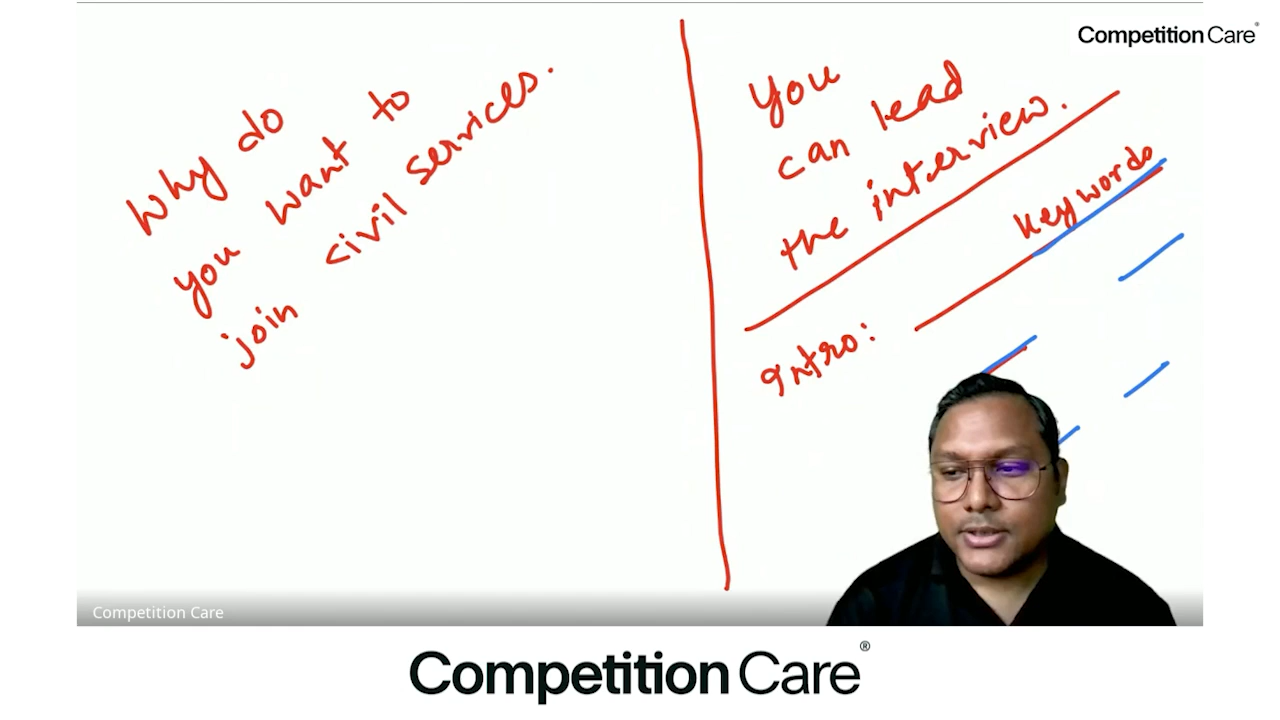 Competition Care
Why do
you want to
join civil services.
You
can lead
the interview.
Keywords
Intro:
Competition Care
Competition Care®